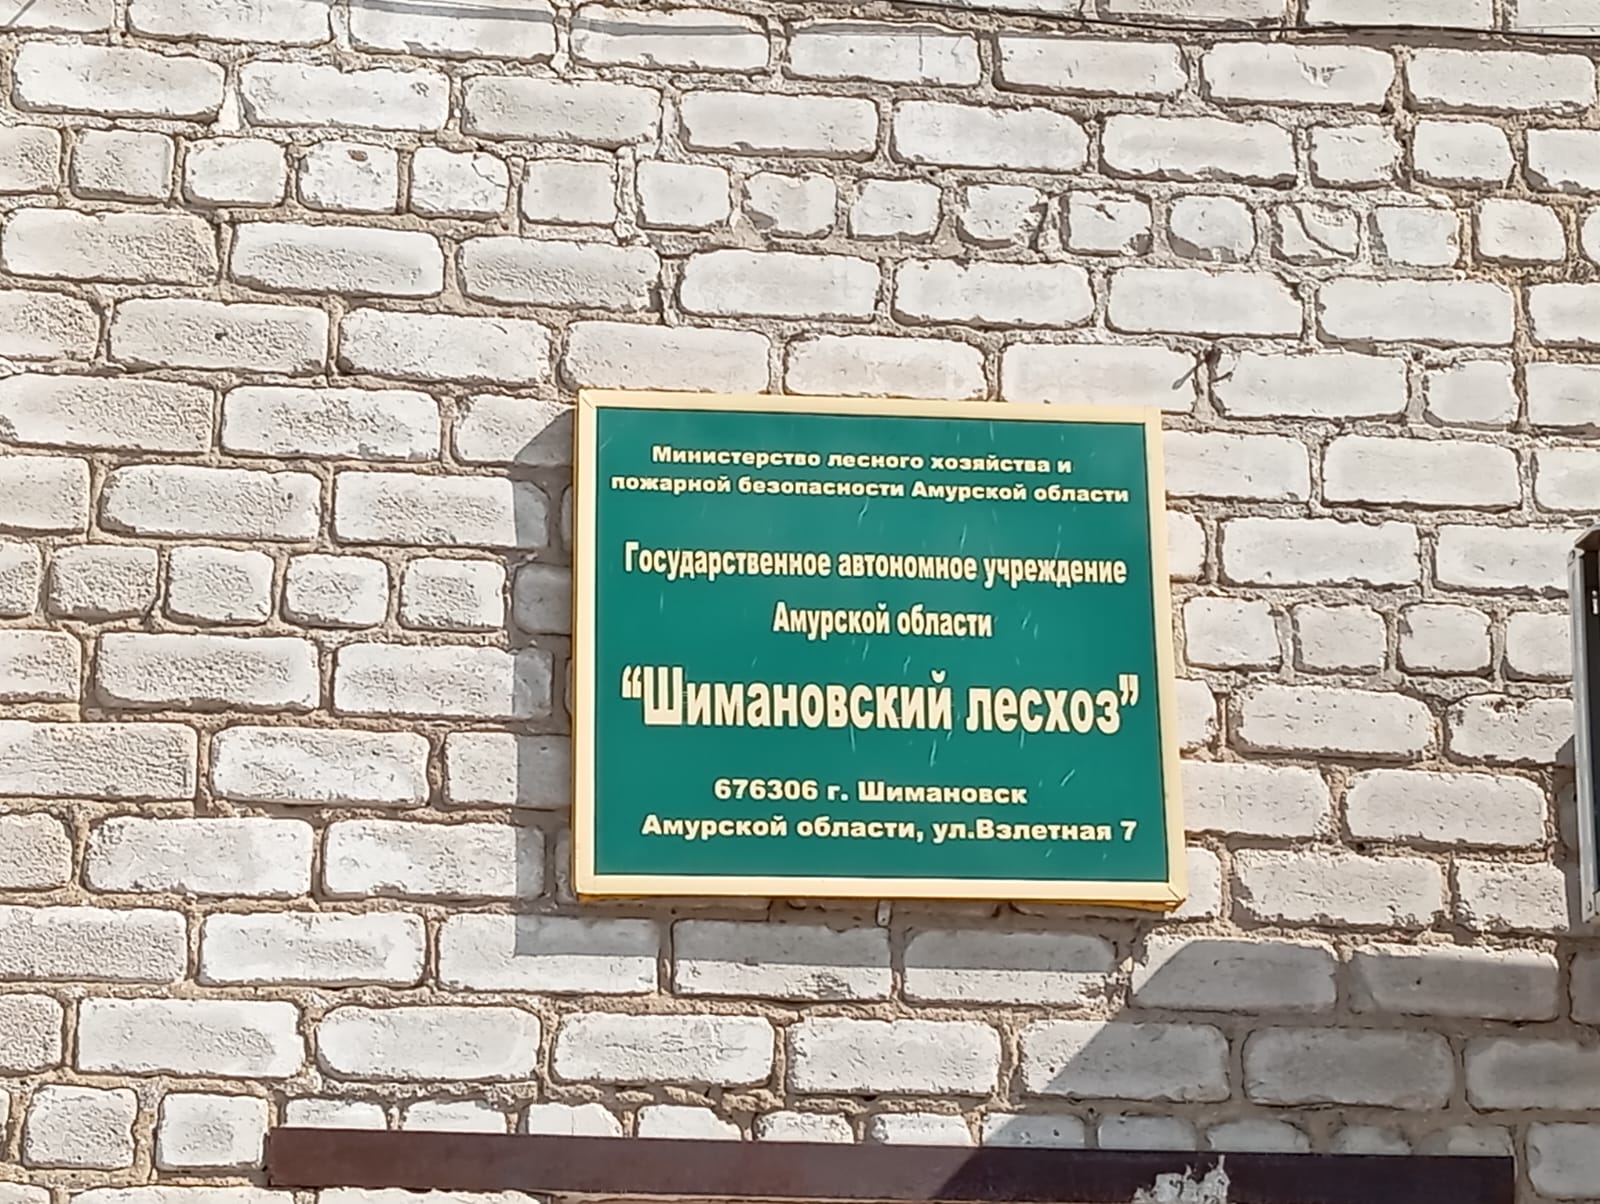 Министерство лесного хозяйства и
пожарной безопасности Амурской области
Государственное автономное учреждение
Амурской области
“Шимановский лесхоз”
676306 г. Шимановск
Амурской области, ул.Взлетная 7